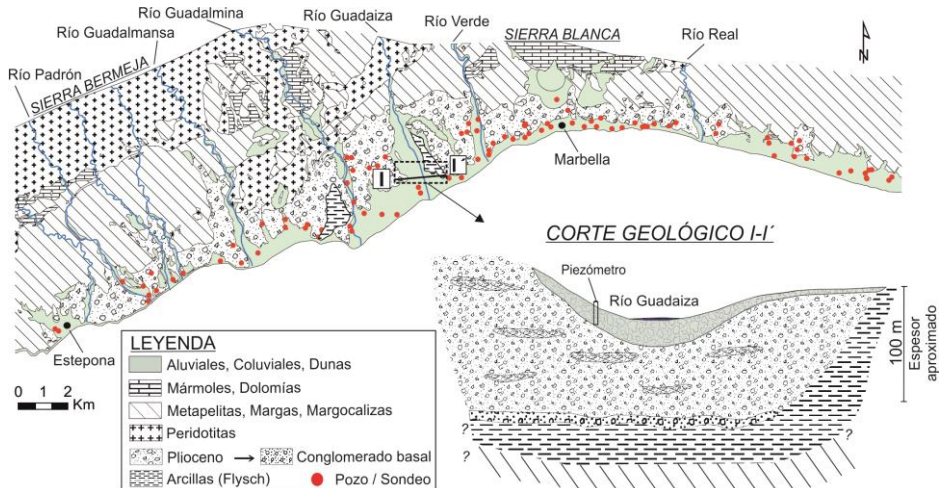 Río Guadalmina
Río Guadaiza
Río Guadalmansa
Río Verde
SIERRA BLANCA
Río Real
Río Padrón
SIERRA BERMEJA
N
Marbella
I
I'
CORTE GEOLÓGICO I-I´
Piezómetro
Río Guadaiza
100 m
Espesor
aproximado
?
?
Estepona
0 1 2
Km
LEYENDA
Aluviales, Coluviales, Dunas
Mármoles, Dolomías
Metapelitas, Margas, Margocalizas
Peridotitas
Plioceno → Conglomerado basal
Arcillas (Flysch)
Pozo / Sondeo